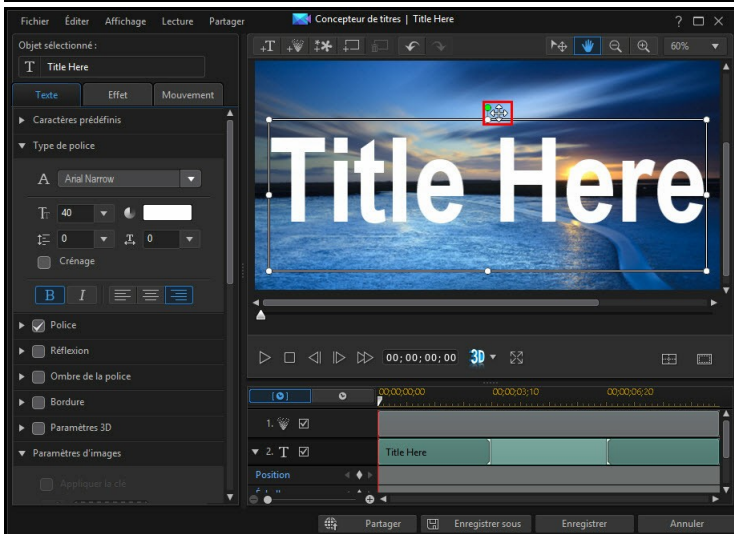 Fichier Éditer Affichage Lecture Partager
Concepteur de titres | Title Here
Objet sélectionné :
T Title Here
Texte Effet Mouvement
60%
Caractères prédéfinis
Type de police
A Arial Narrow
40
0 0
Crénage
B I
Police
Réflexion
Ombre de la police
Bordure
Paramètres 3D
Paramètres d'images
Appliquer la clé
Title Here
00;00;00;00 3D
00;00;00;00 00;00;03;10 00;00;06;20
1.
2. T Title Here
Position
Partager Enregistrer sous Enregistrer Annuler